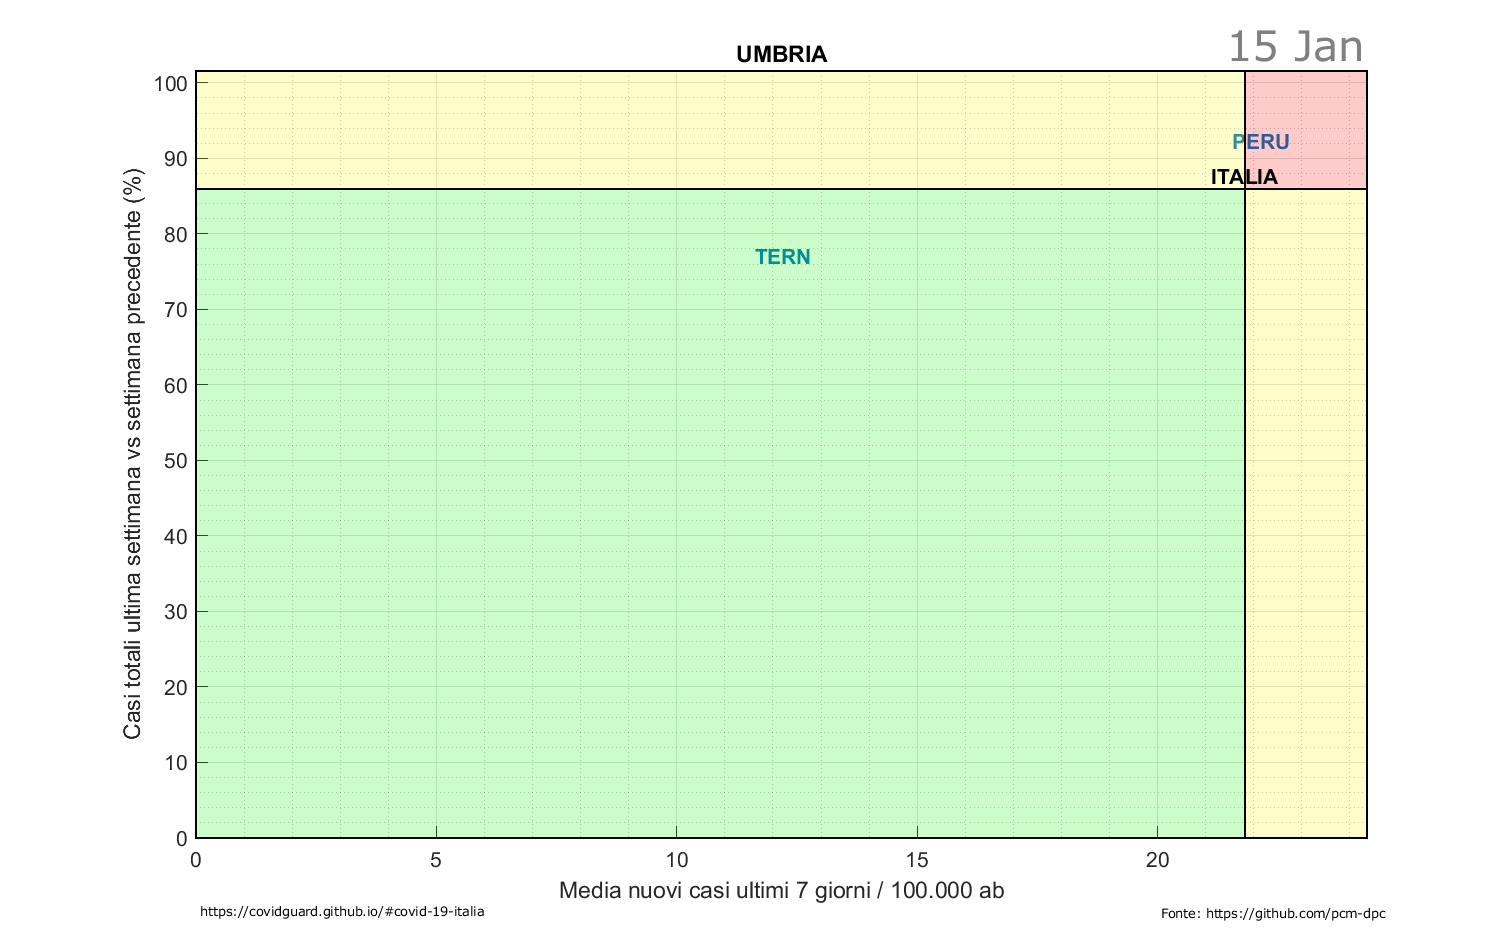 15 Jan
UMBRIA
Casi totali ultima settimana vs settimana precedente (%)
100
90
80
70
60
50
40
30
20
10
0
PERU
ITALIA
TERN
0 5 10 15 20
Media nuovi casi ultimi 7 giorni / 100.000 ab
https://covidguard.github.io/#covid-19-italia
Fonte: https://github.com/pcm-dpc